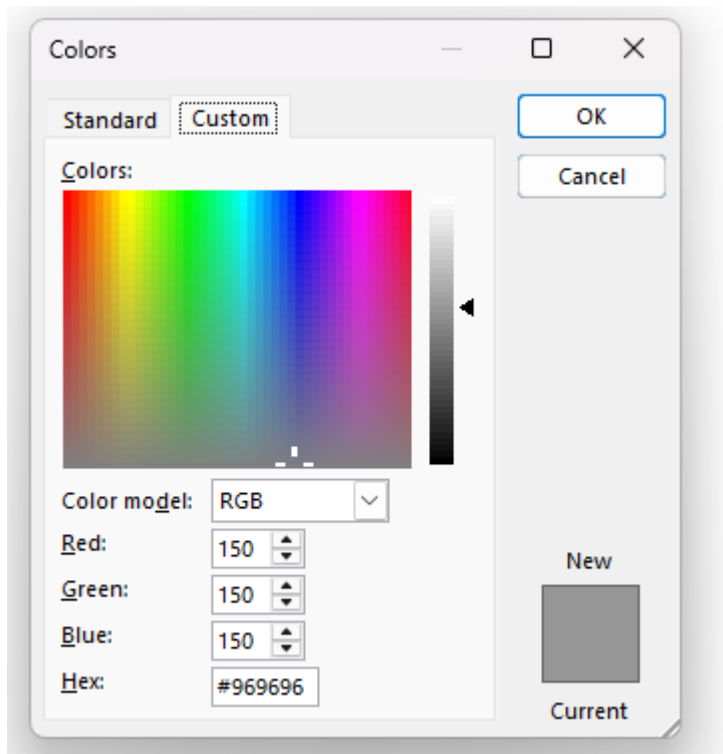 Colors
Standard Custom
OK
Cancel
Colors:
Color model: RGB
Red: 150
Green: 150
Blue: 150
Hex: #969696
New
Current